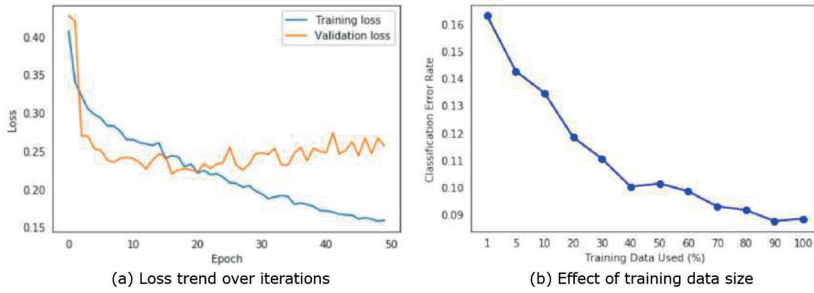 Training loss
Validation loss
0.40
0.35
0.30
0.25
0.20
0.15
Loss
0 10 20 30 40 50
Epoch
(a) Loss trend over iterations
0.16
0.15
0.14
0.13
0.12
0.11
0.10
0.09
Classification Error Rate
1 5 10 20 30 40 50 60 70 80 90 100
Training Data Used (%)
(b) Effect of training data size